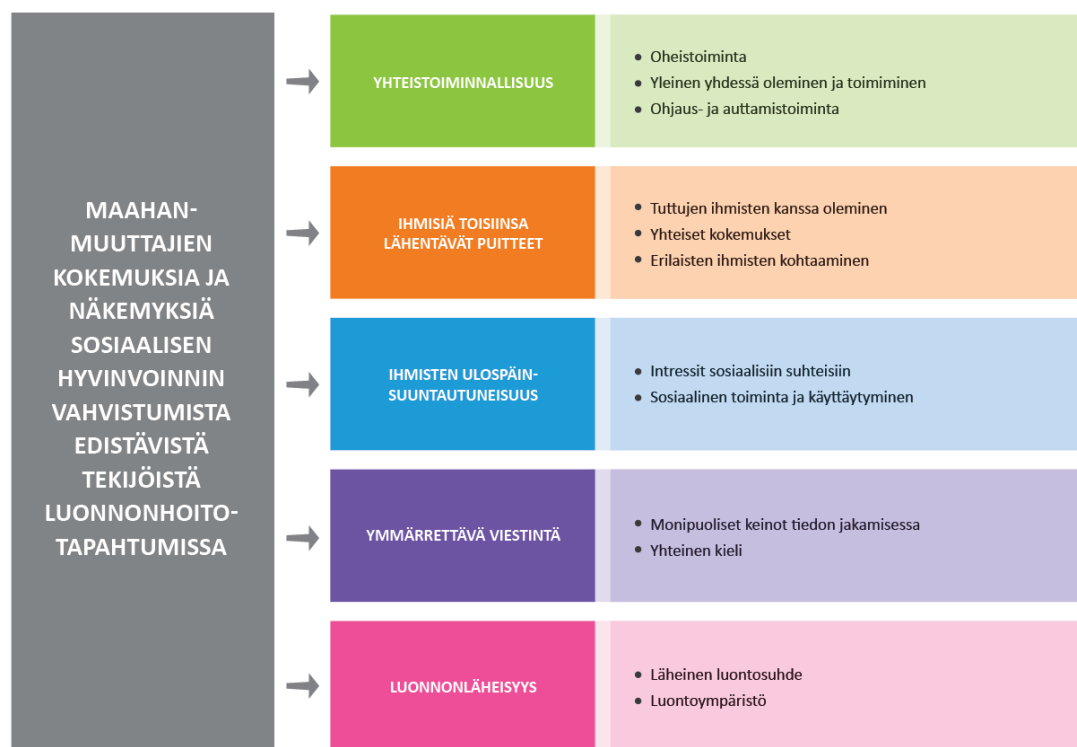 MAAHAN-
MUUTTAJIEN
KOKEMUKSIA JA
NÄKEMYKSIÄ
SOSIAALISEN
HYVINVOINNIN
VAHVISTUMISTA
EDISTÄVISTÄ
TEKIJÖISTÄ
LUONNONHOITO-
TAPAHTUMISSA
YHTEISTOIMINNALLISUUS
• Oheistoiminta
• Yleinen yhdessä oleminen ja toimiminen
• Ohjaus- ja auttamistoiminta
IHMISIÄ TOISIINSA
LÄHENTÄVÄT PUITTEET
• Tuttujen ihmisten kanssa oleminen
• Yhteiset kokemukset
• Erilaisten ihmisten kohtaaminen
IHMISTEN ULOSPÄIN-
SUUNTAUTUNEISUUS
• Intressit sosiaalisiin suhteisiin
• Sosiaalinen toiminta ja käyttäytyminen
YMMÄRRETTÄVÄ VIESTINTÄ
• Monipuoliset keinot tiedon jakamisessa
• Yhteinen kieli
LUONNONLÄHEISYYS
• Läheinen luontosuhde
• Luontoympäristö